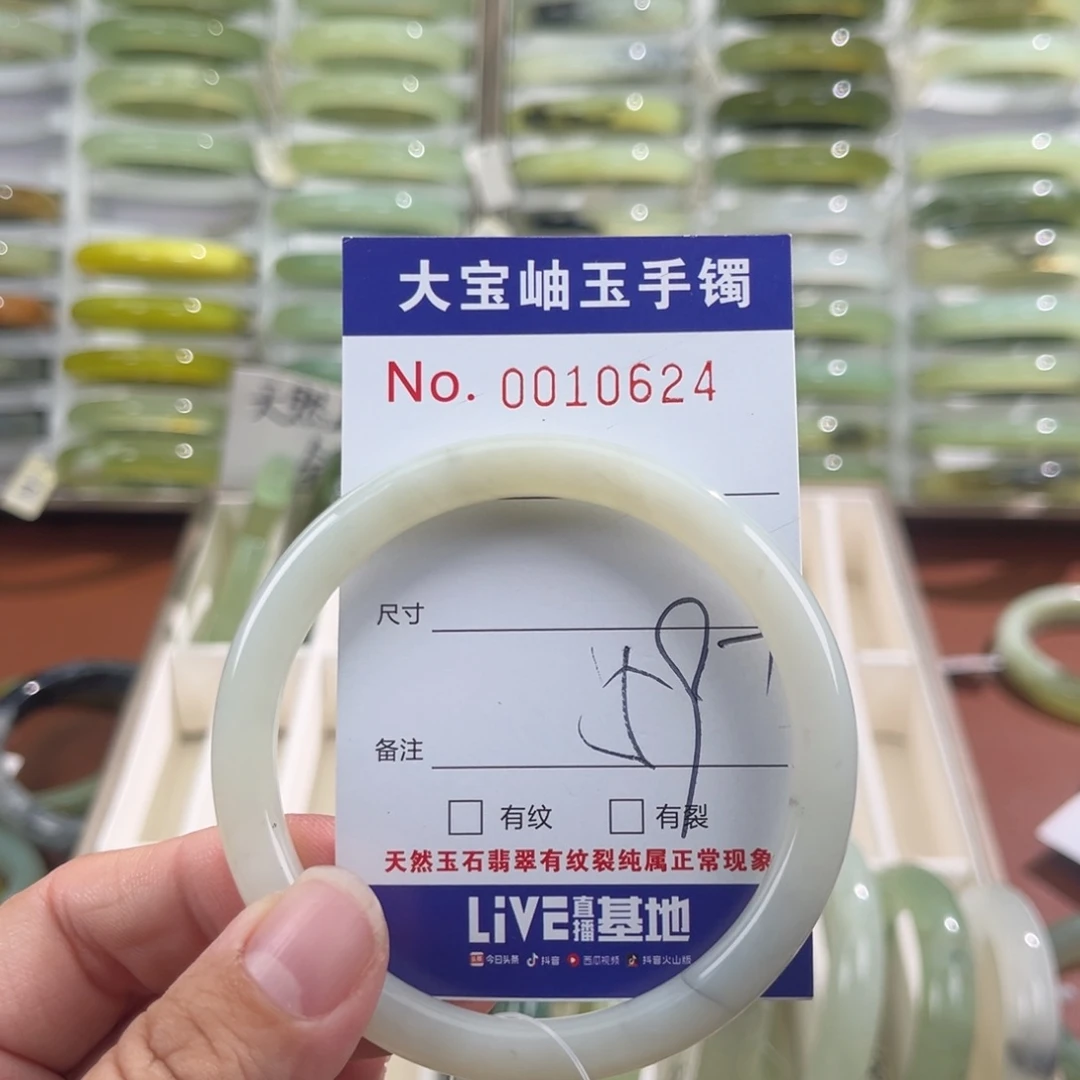 大宝岫玉手镯
No. 0010624
天然
尺寸
备注
有纹 有裂
天然玉石翡翠有纹裂纯属正常现象
LiVE直播基地
今日头条 抖音 西瓜视频 抖音火山版